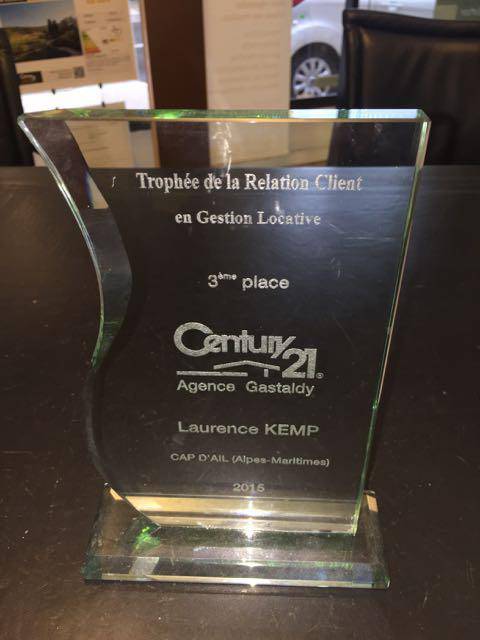 Trophée de la Relation Client
en Gestion Locative
3ème place
Century 21®
Agence Gastaldy
Laurence KEMP
CAP D'AIL (Alpes-Maritimes)
2015